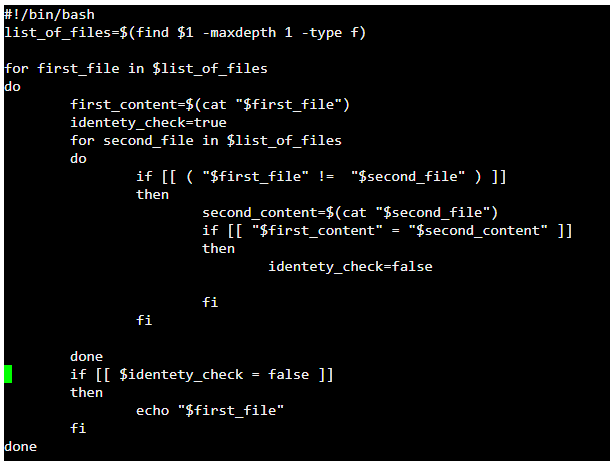 #!/bin/bash
list_of_files=$(find $1 -maxdepth 1 -type f)
for first_file in $list_of_files
do
first_content=$(cat "$first_file")
identety_check=true
for second_file in $list_of_files
do
if [[ ( "$first_file" !=  "$second_file" ) ]]
then
second_content=$(cat "$second_file")
if [[ "$first_content" = "$second_content" ]]
then
identety_check=false
fi
fi
done
if [[ $identety_check = false ]]
then
echo "$first_file"
fi
done